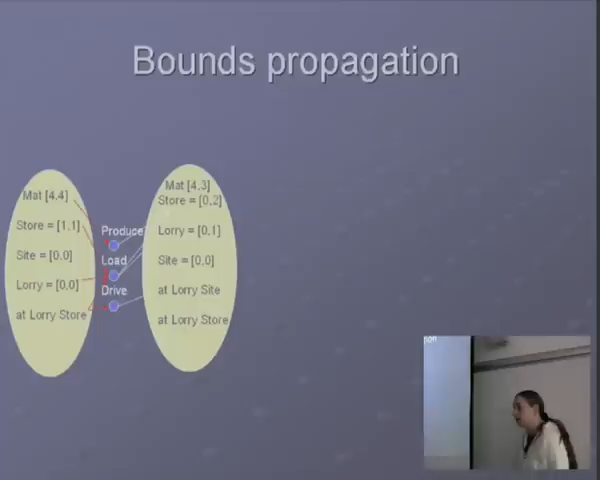 Bounds propagation
Mat [4,4]
Store = [1,1]
Site = [0,0]
Lorry = [0,0]
at Lorry Store
Produce
Load
Drive
Mat [4,3]
Store = [0,2]
Lorry = [0,1]
Site = [0,0]
at Lorry Site
at Lorry Store